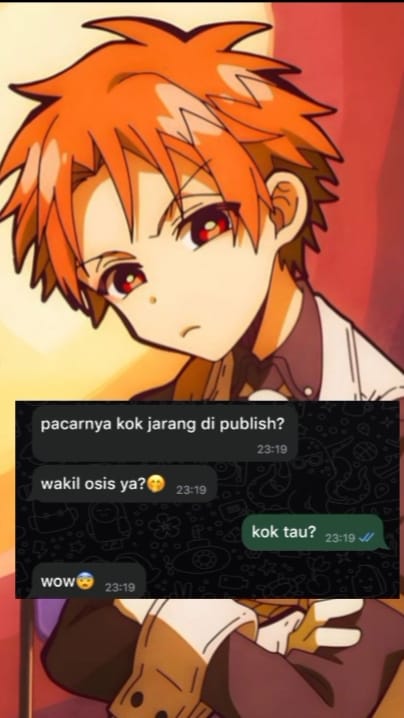 pacarnya kok jarang di publish?
23:19
wakil osis ya?🤭 23:19
kok tau? 23:19
wow😨 23:19